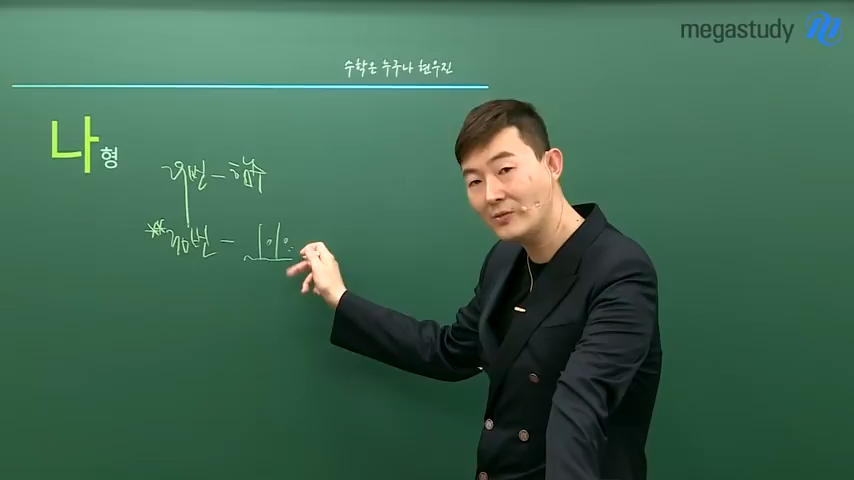 megastudy
수학은 누구나 현우진
나형
21번 - 함수
**30번 -